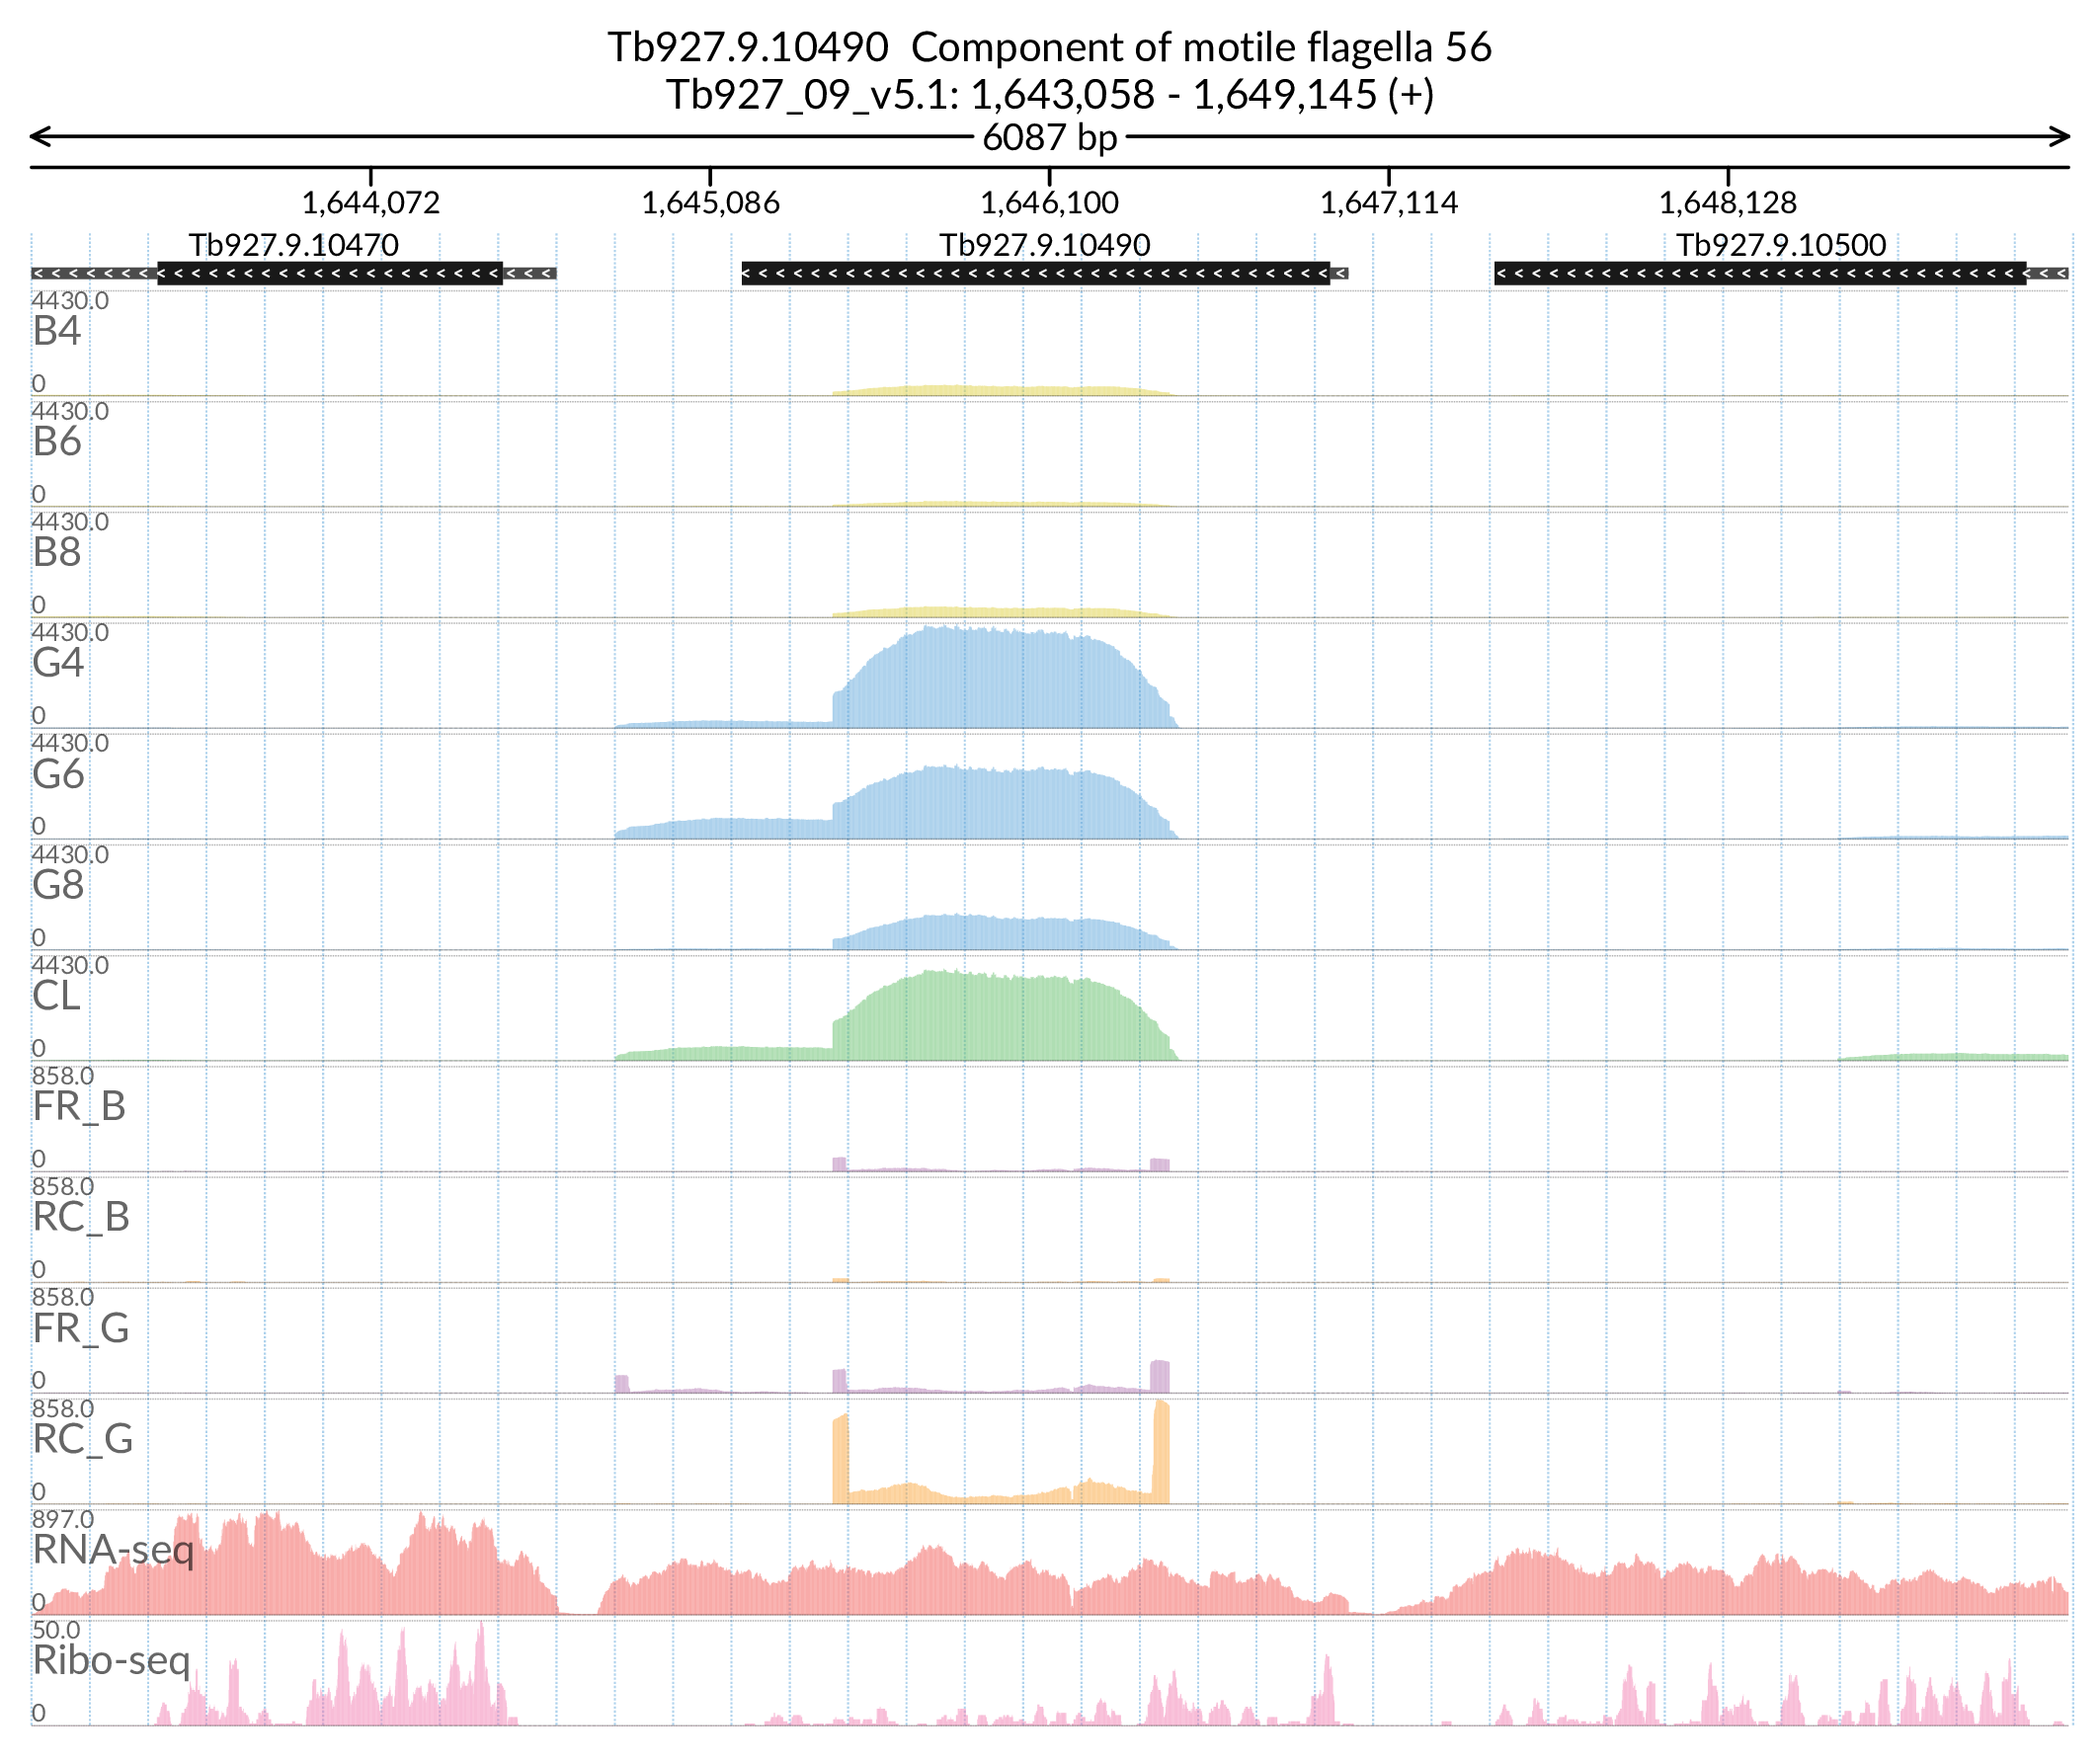 Tb927.9.10490 Component of motile flagella 56
Tb927_09_v5.1: 1,643,058 - 1,649,145 (+)
6087 bp
1,644,072 1,645,086 1,646,100 1,647,114 1,648,128
Tb927.9.10470 Tb927.9.10490 Tb927.9.10500
4430.0
B4
0
4430.0
B6
0
4430.0
B8
0
4430.0
G4
0
4430.0
G6
0
4430.0
G8
0
4430.0
CL
0
858.0
FR_B
0
858.0
RC_B
0
858.0
FR_G
0
858.0
RC_G
0
897.0
RNA-seq
0
50.0
Ribo-seq
0